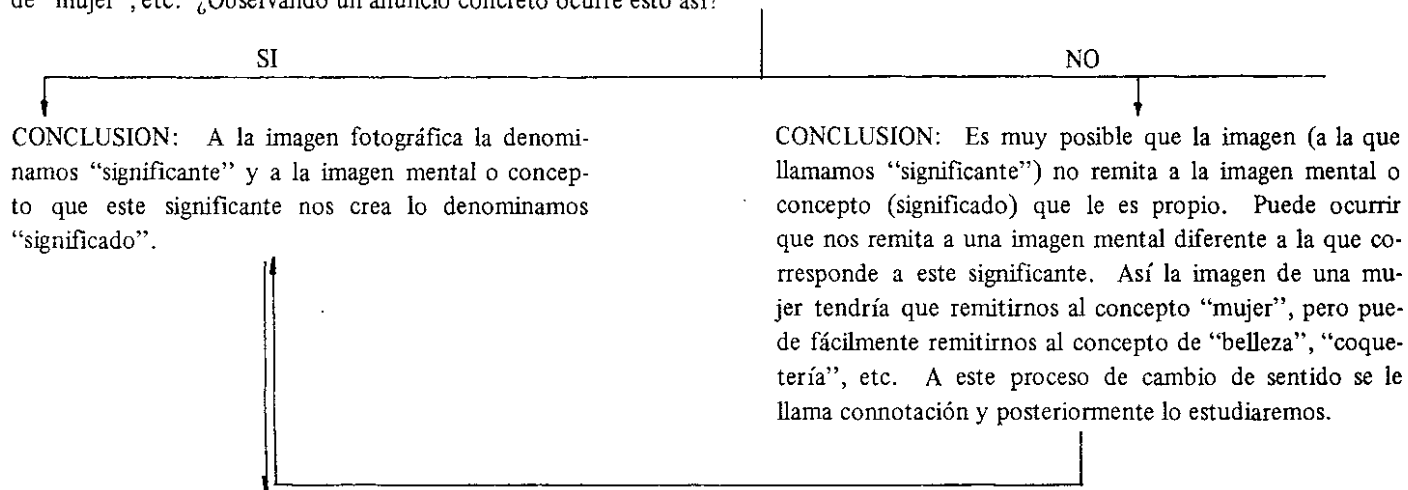 de “mujer”, etc. ¿Observando un anuncio concreto ocurre esto así?
SI
NO
CONCLUSION: A la imagen fotográfica la denomi-
namos “significante” y a la imagen mental o concep-
to que este significante nos crea lo denominamos
“significado”.
CONCLUSION: Es muy posible que la imagen (a la que
llamamos “significante”) no remita a la imagen mental o
concepto (significado) que le es propio. Puede ocurrir
que nos remita a una imagen mental diferente a la que co-
rresponde a este significante. Así la imagen de una mu-
jer tendría que remitirnos al concepto “mujer”, pero pue-
de fácilmente remitirnos al concepto de “belleza”, “coque-
tería”, etc. A este proceso de cambio de sentido se le
llama connotación y posteriormente lo estudiaremos.